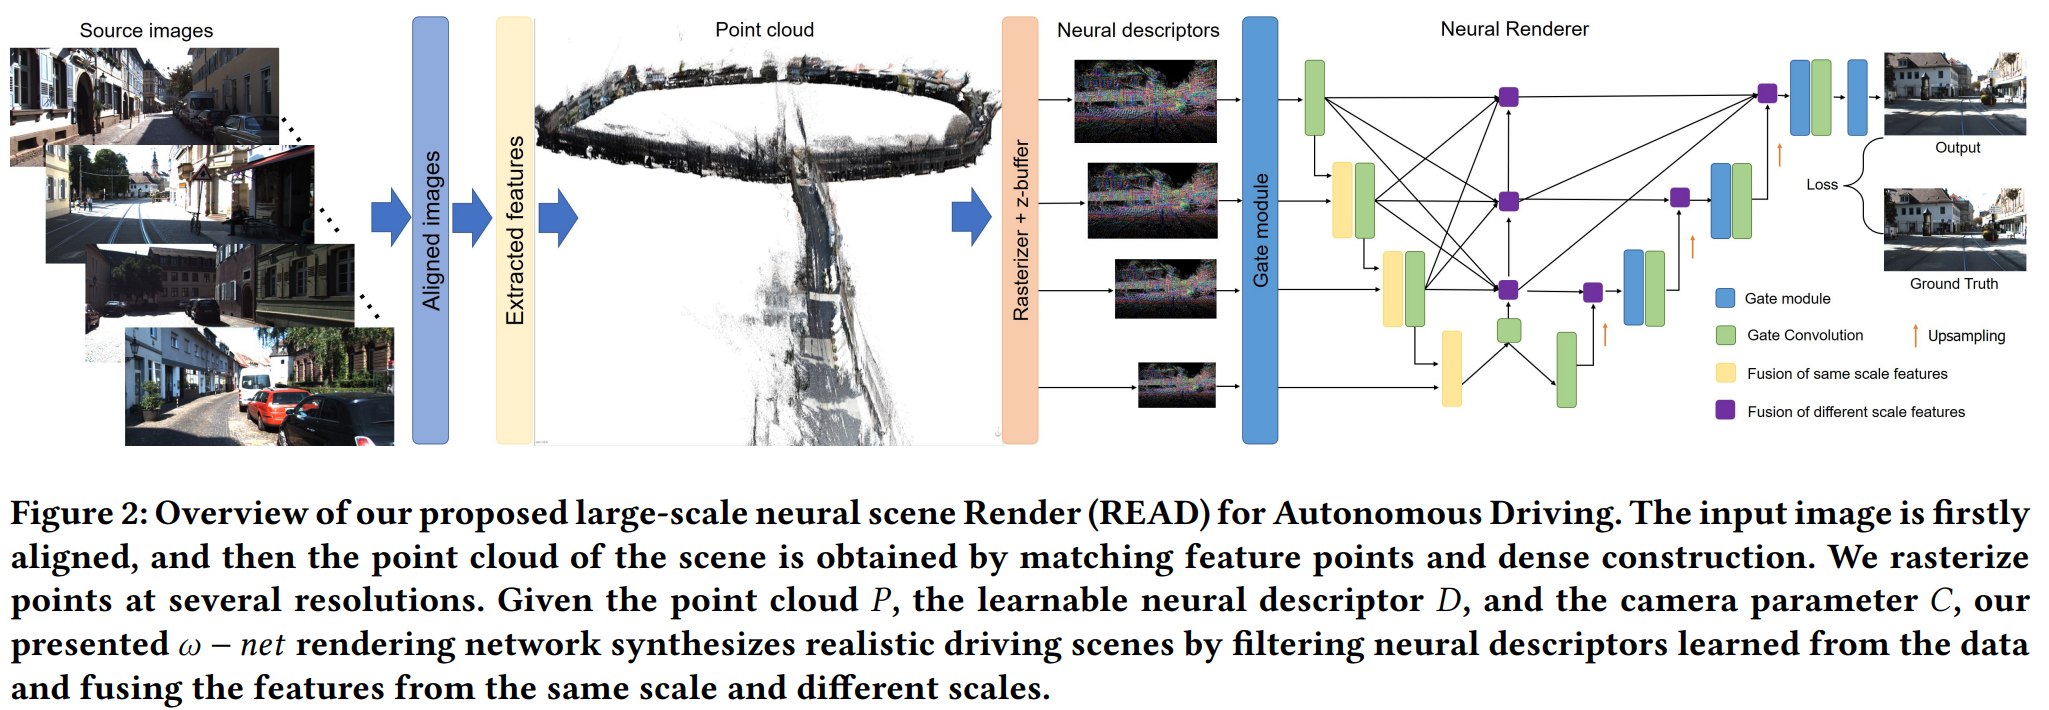 Source images
Aligned images
Extracted features
Point cloud
Rasterizer + z-buffer
Neural descriptors
Gate module
Neural Renderer
Output
Loss
Ground Truth
Gate module
Gate Convolution
Upsampling
Fusion of same scale features
Fusion of different scale features
Figure 2: Overview of our proposed large-scale neural scene Render (READ) for Autonomous Driving. The input image is firstly
aligned, and then the point cloud of the scene is obtained by matching feature points and dense construction. We rasterize
points at several resolutions. Given the point cloud P, the learnable neural descriptor D, and the camera parameter C, our
presented ω − net rendering network synthesizes realistic driving scenes by filtering neural descriptors learned from the data
and fusing the features from the same scale and different scales.